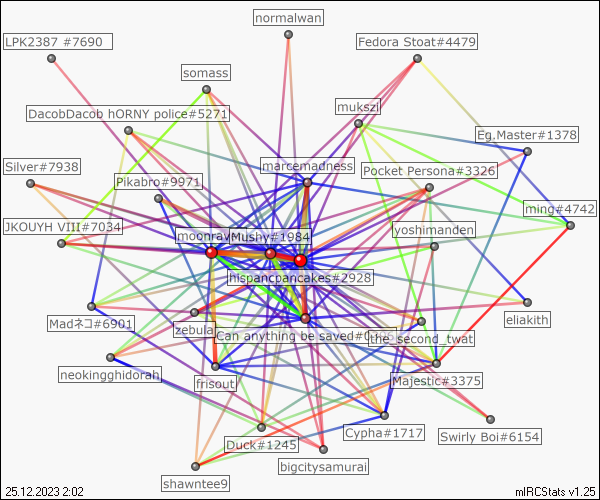 normalwan
LPK2387 #7690
Fedora Stoat#4479
somass
mukszi
DacobDacob hORNY police#5271
Eg.Master#1378
marcemadness
Silver#7938
Pikabro#9971
Pocket Persona#3326
ming#4742
JKOUYH VIII#7034
Mushy#1984
yoshimanden
hispancpancakes#2928
Madネコ#6901
zebula
Can anything be saved
the_second_twat
eliakith
neokingghidorah
frisout
Majestic#3375
Duck#1245
Cypha#1717
Swirly Boi#6154
shawntee9
bigcitysamurai
25.12.2023 2:02
mIRCStats v1.25